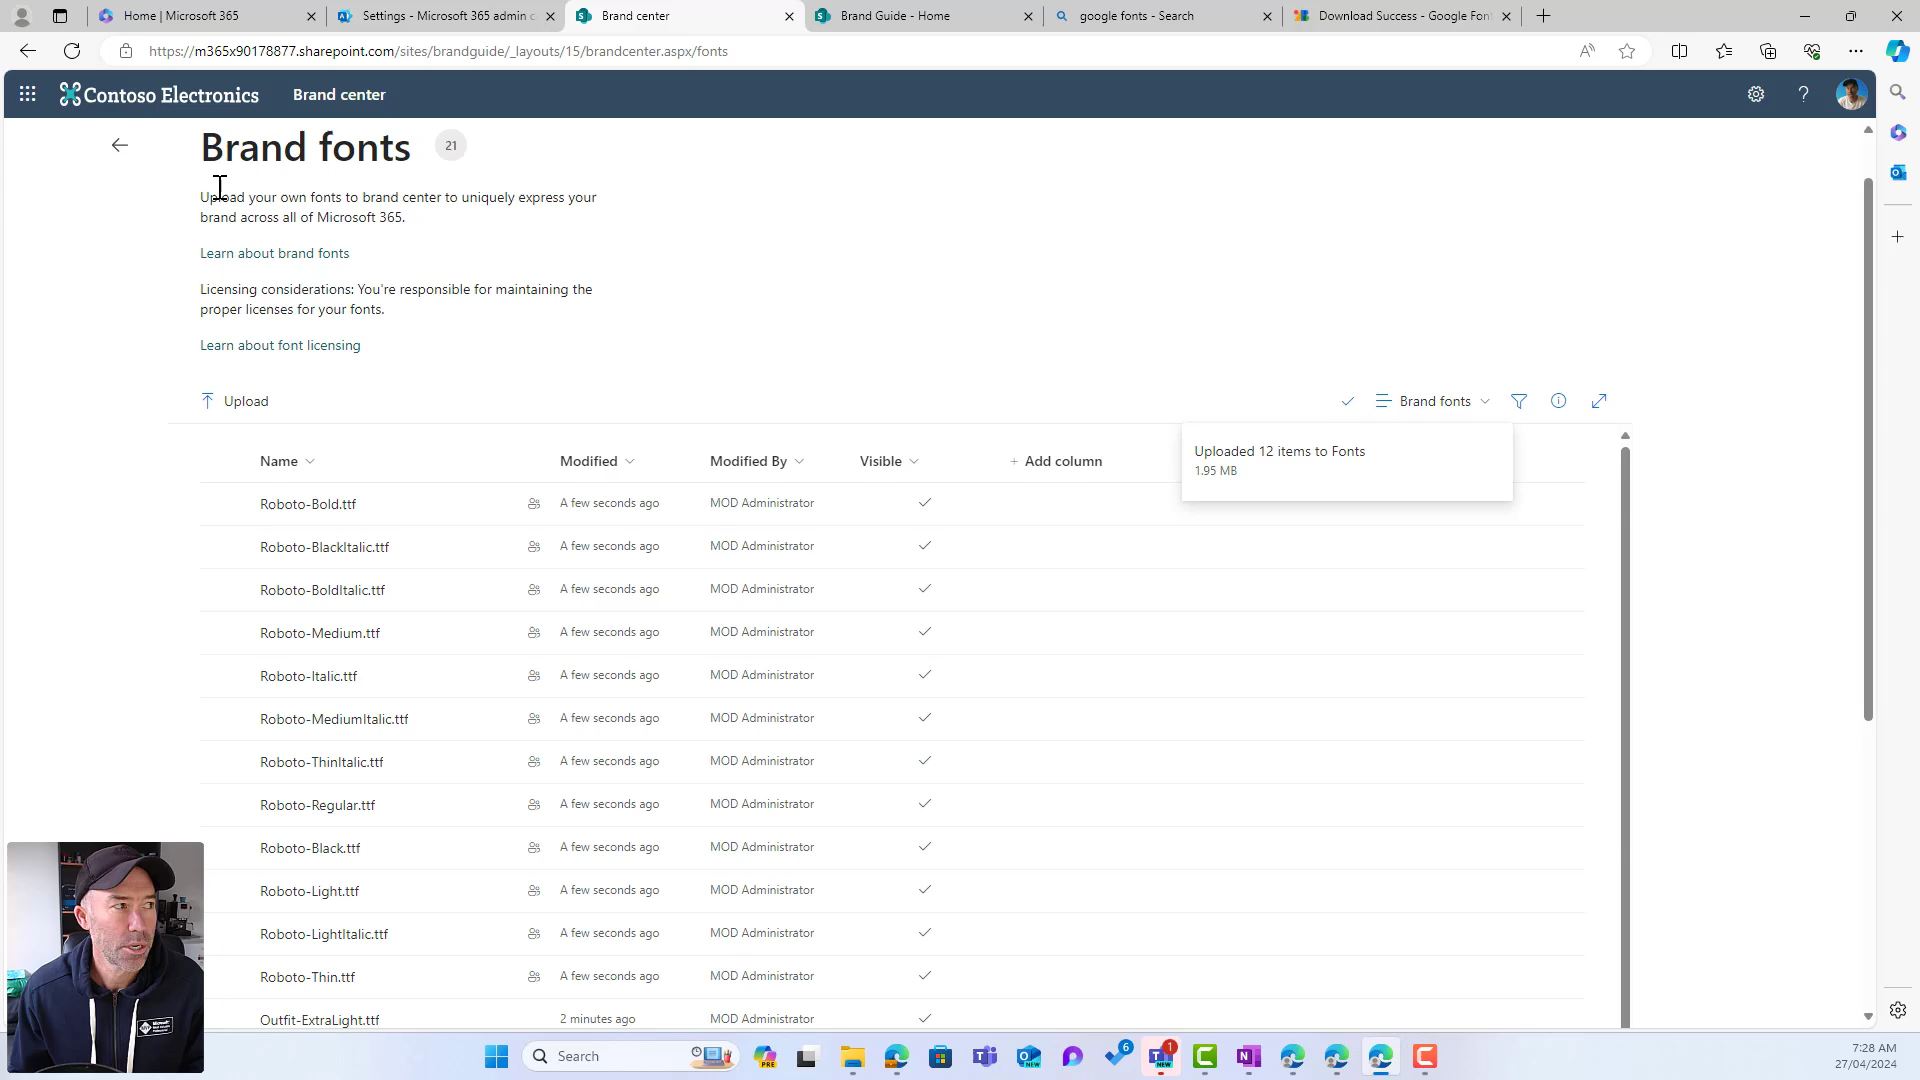 Home | Microsoft 365
Settings - Microsoft 365 admin c
Brand center
Brand Guide - Home
google fonts - Search
Download Success - Google Fon
https://m365x90178877.sharepoint.com/sites/brandguide/_layouts/15/brandcenter.aspx/fonts
Contoso Electronics
Brand center
Brand fonts
21
Upload your own fonts to brand center to uniquely express your
brand across all of Microsoft 365.
Learn about brand fonts
Licensing considerations: You're responsible for maintaining the
proper licenses for your fonts.
Learn about font licensing
Upload
Brand fonts
Uploaded 12 items to Fonts
1.95 MB
Name Modified Modified By Visible + Add column
Roboto-Bold.ttf A few seconds ago MOD Administrator
Roboto-BlackItalic.ttf A few seconds ago MOD Administrator
Roboto-BoldItalic.ttf A few seconds ago MOD Administrator
Roboto-Medium.ttf A few seconds ago MOD Administrator
Roboto-Italic.ttf A few seconds ago MOD Administrator
Roboto-MediumItalic.ttf A few seconds ago MOD Administrator
Roboto-ThinItalic.ttf A few seconds ago MOD Administrator
Roboto-Regular.ttf A few seconds ago MOD Administrator
Roboto-Black.ttf A few seconds ago MOD Administrator
Roboto-Light.ttf A few seconds ago MOD Administrator
Roboto-LightItalic.ttf A few seconds ago MOD Administrator
Roboto-Thin.ttf A few seconds ago MOD Administrator
Outfit-ExtraLight.ttf 2 minutes ago MOD Administrator
Search
PRE
NEW
6
1
NEW
7:28 AM
27/04/2024